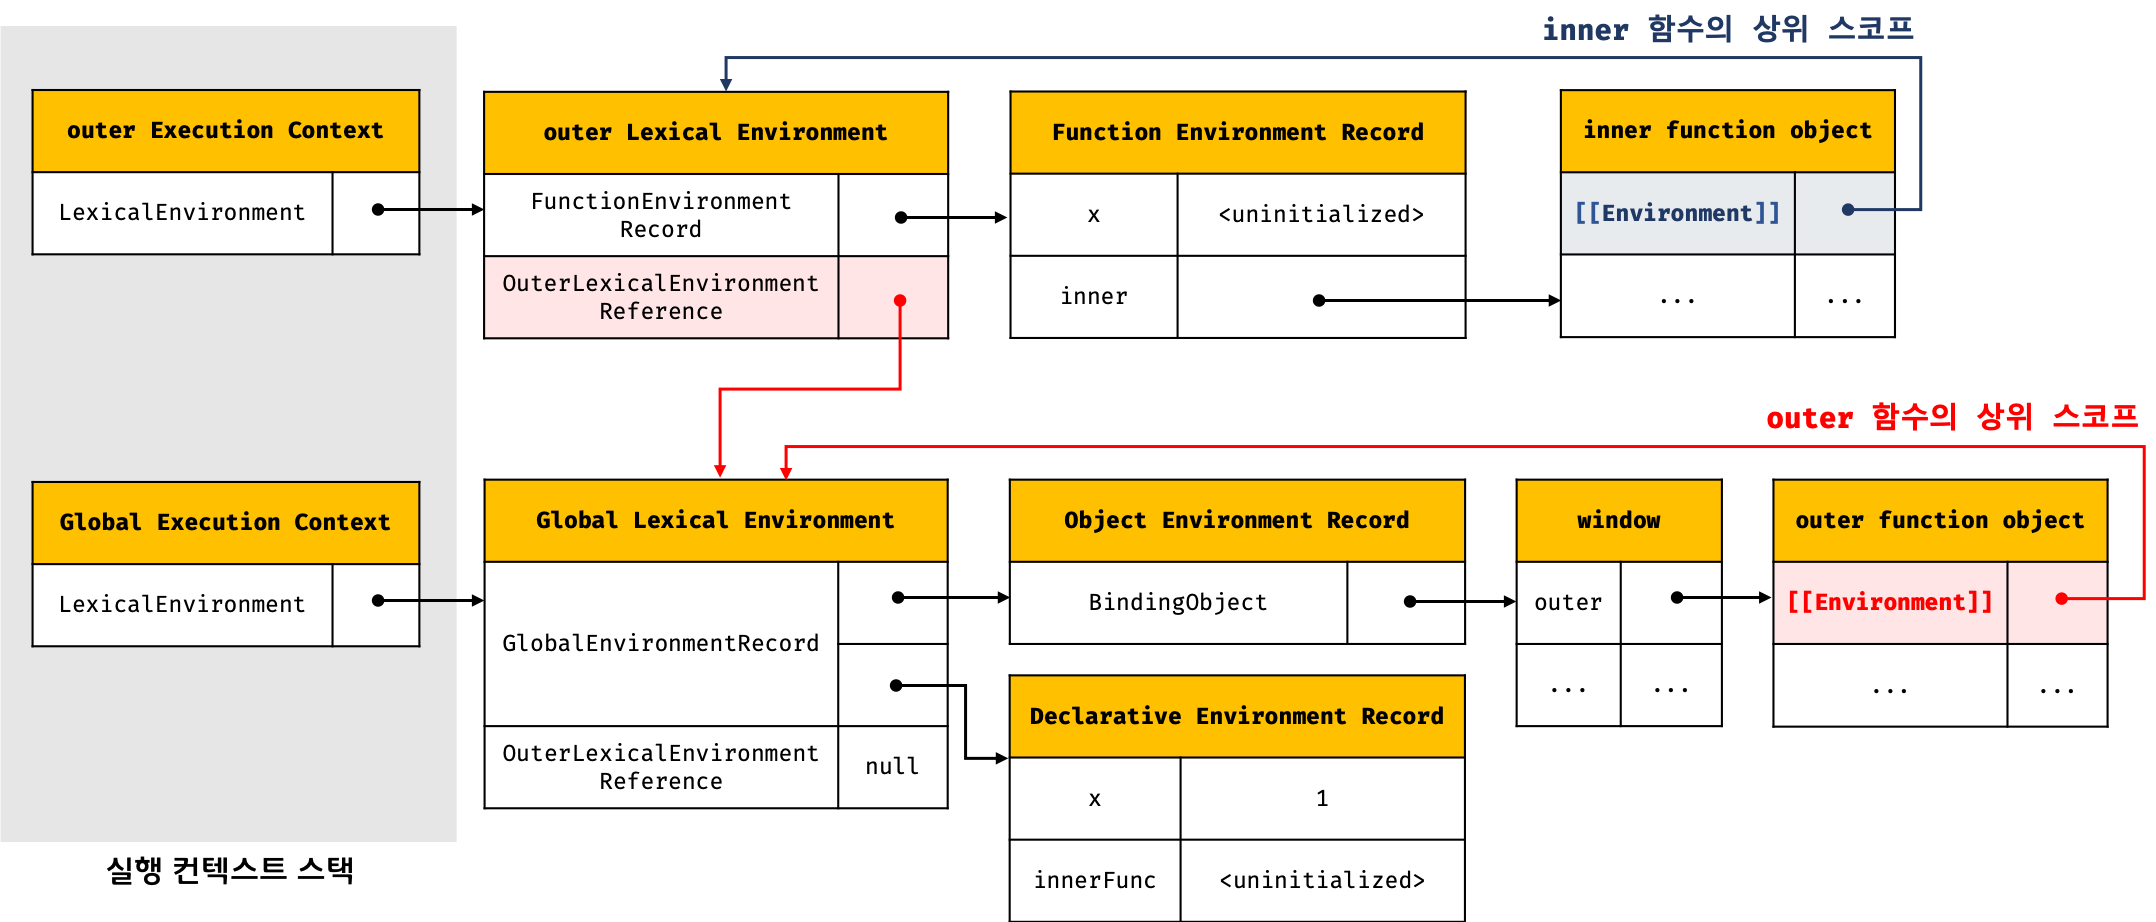 inner 함수의 상위 스코프
outer Execution Context
LexicalEnvironment
outer Lexical Environment
FunctionEnvironment
Record
OuterLexicalEnvironment
Reference
Function Environment Record
x <uninitialized>
inner
inner function object
[[Environment]]
... ...
outer 함수의 상위 스코프
Global Execution Context
LexicalEnvironment
Global Lexical Environment
GlobalEnvironmentRecord
OuterLexicalEnvironment
Reference
null
Object Environment Record
BindingObject
window
outer
... ...
outer function object
[[Environment]]
... ...
Declarative Environment Record
x 1
innerFunc <uninitialized>
실행 컨텍스트 스택